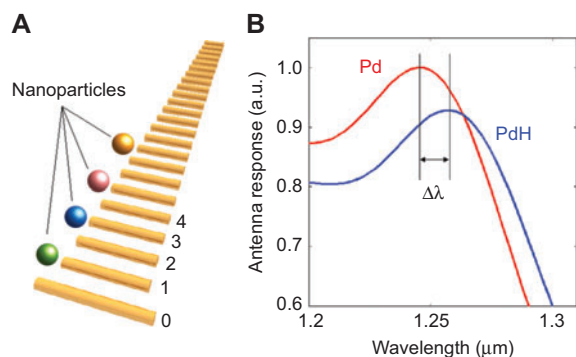 A
Nanoparticles
4
3
2
1
0
B
Antenna response (a.u.)
1.0
0.9
0.8
0.7
0.6
Pd
PdH
Δλ
1.2
1.25
1.3
Wavelength (μm)